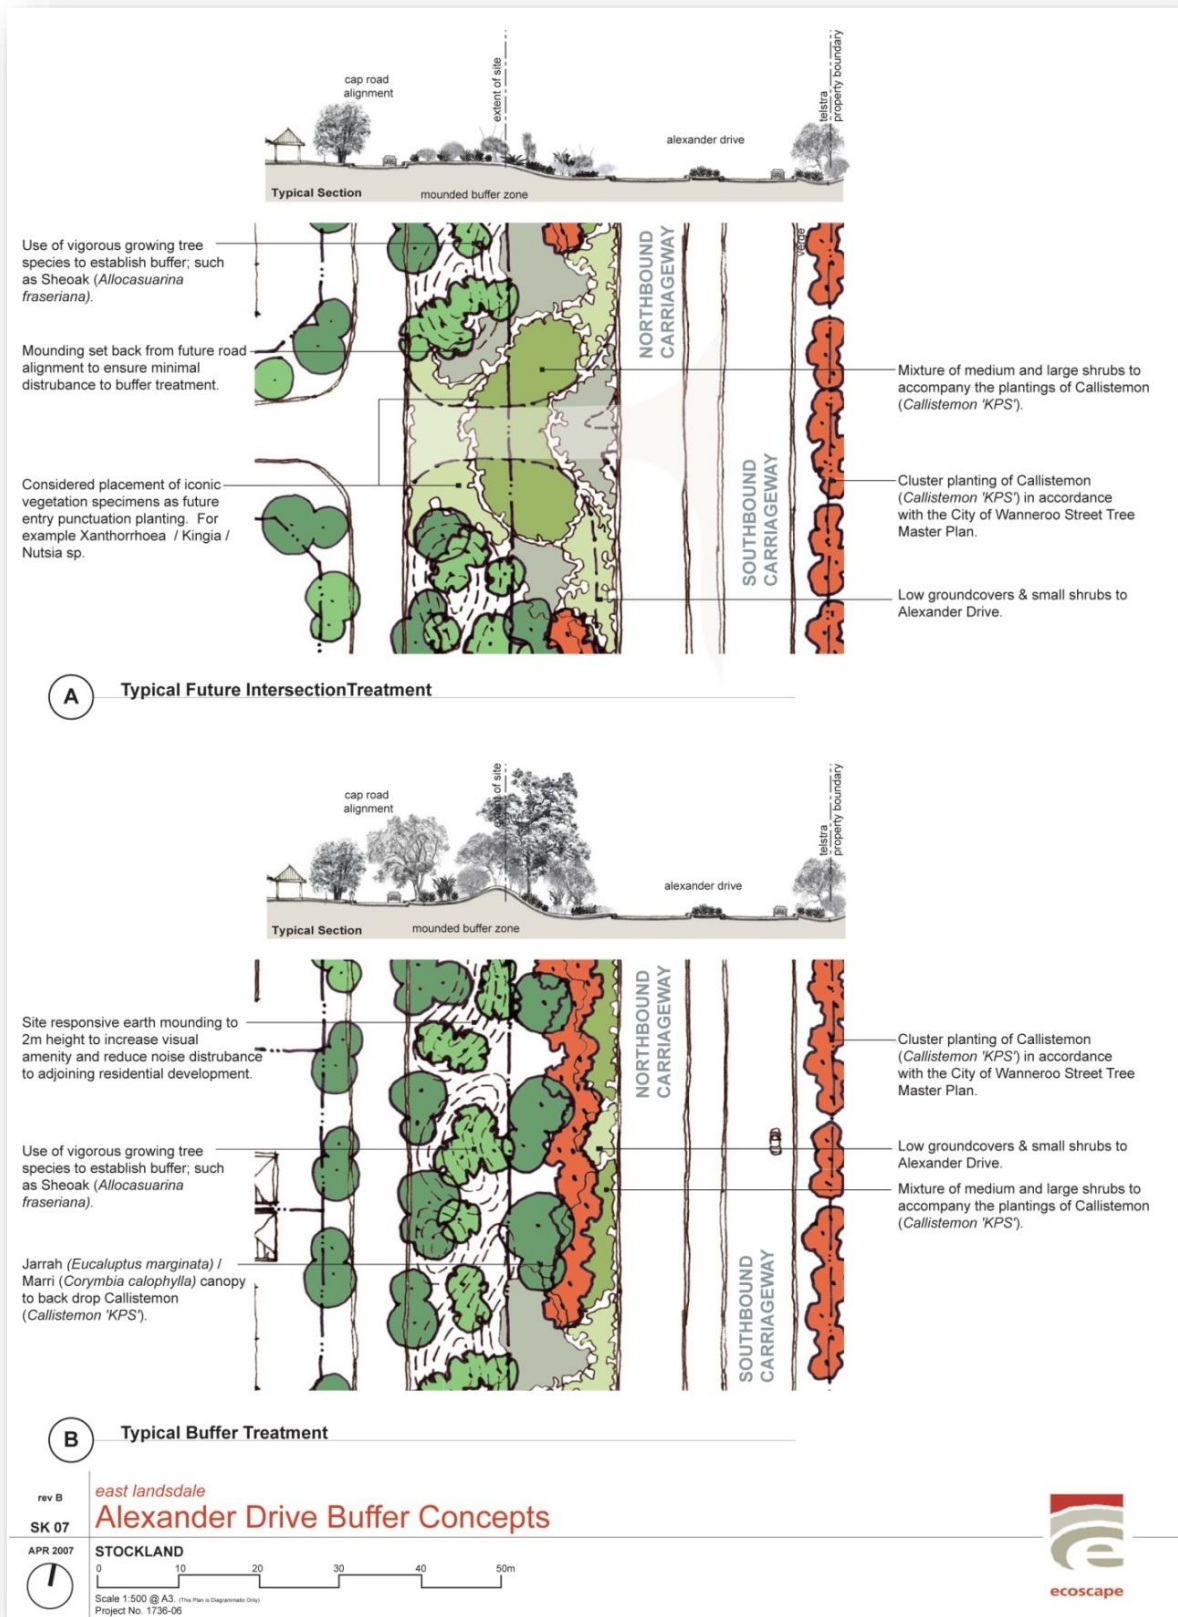 cap road
alignment
extent of site
alexander drive
telstra
property boundary
Typical Section
mounded buffer zone
Use of vigorous growing tree
species to establish buffer; such
as Sheoak (Allocasuarina
fraseriana).
Mounding set back from future road
alignment to ensure minimal
distrubance to buffer treatment.
Considered placement of iconic
vegetation specimens as future
entry punctuation planting. For
example Xanthorrhoea / Kingia /
Nutsia sp.
NORTHBOUND
CARRIAGEWAY
SOUTHBOUND
CARRIAGEWAY
verge
Mixture of medium and large shrubs to
accompany the plantings of Callistemon
(Callistemon 'KPS').
Cluster planting of Callistemon
(Callistemon 'KPS') in accordance
with the City of Wanneroo Street Tree
Master Plan.
Low groundcovers & small shrubs to
Alexander Drive.
A
Typical Future IntersectionTreatment
cap road
alignment
extent of site
alexander drive
telstra
property boundary
Typical Section
mounded buffer zone
Site responsive earth mounding to
2m height to increase visual
amenity and reduce noise distrubance
to adjoining residential development.
Use of vigorous growing tree
species to establish buffer; such
as Sheoak (Allocasuarina
fraseriana).
Jarrah (Eucaluptus marginata) /
Marri (Corymbia calophylla) canopy
to back drop Callistemon
(Callistemon 'KPS').
NORTHBOUND
CARRIAGEWAY
SOUTHBOUND
CARRIAGEWAY
Cluster planting of Callistemon
(Callistemon 'KPS') in accordance
with the City of Wanneroo Street Tree
Master Plan.
Low groundcovers & small shrubs to
Alexander Drive.
Mixture of medium and large shrubs to
accompany the plantings of Callistemon
(Callistemon 'KPS').
B
Typical Buffer Treatment
rev B
SK 07
APR 2007
east landsdale
Alexander Drive Buffer Concepts
STOCKLAND
0 10 20 30 40 50m
Scale 1:500 @ A3. (This Plan is Diagrammatic Only)
Project No. 1736-06
ecoscape